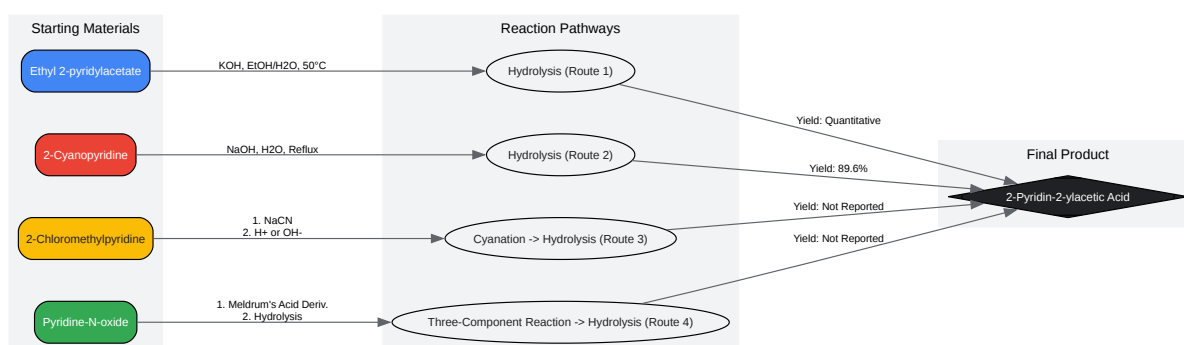 Starting Materials
Reaction Pathways
Ethyl 2-pyridylacetate
KOH, EtOH/H2O, 50°C
Hydrolysis (Route 1)
Yield: Quantitative
2-Cyanopyridine
NaOH, H2O, Reflux
Hydrolysis (Route 2)
Yield: 89.6%
Final Product
2-Pyridin-2-ylacetic Acid
2-Chloromethylpyridine
1. NaCN
2. H+ or OH-
Cyanation -> Hydrolysis (Route 3)
Yield: Not Reported
Pyridine-N-oxide
1. Meldrum's Acid Deriv.
2. Hydrolysis
Three-Component Reaction -> Hydrolysis (Route 4)
Yield: Not Reported